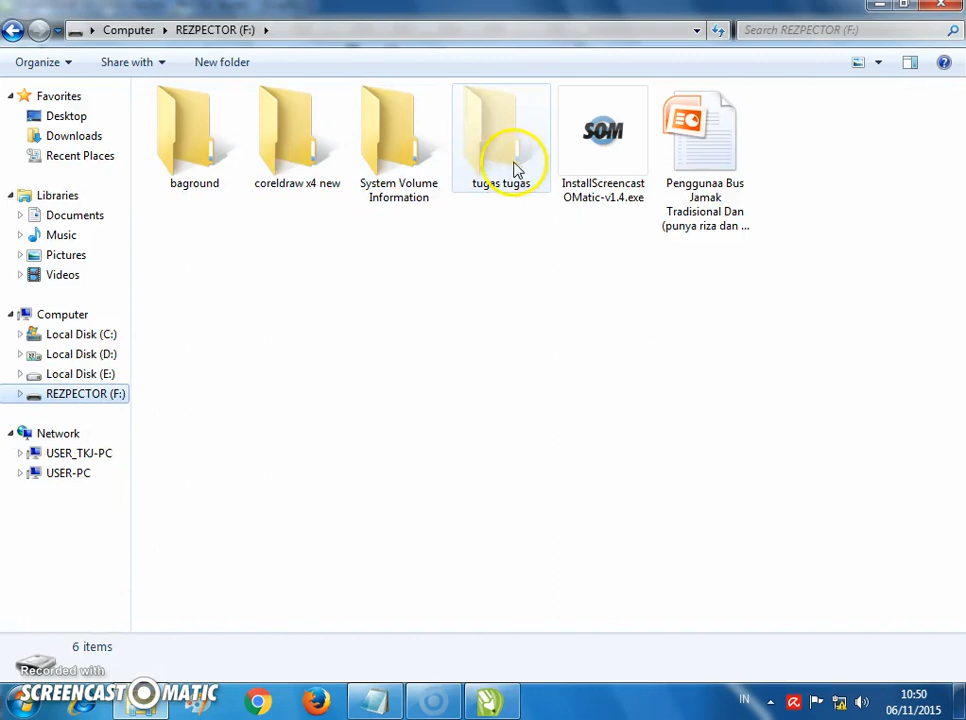 Computer
REZPECTOR (F:)
Search REZPECTOR (F:)
Organize
Share with
New folder
Favorites
Desktop
Downloads
Recent Places
Libraries
Documents
Music
Pictures
Videos
Computer
Local Disk (C:)
Local Disk (D:)
Local Disk (E:)
REZPECTOR (F:)
Network
USER_TKJ-PC
USER-PC
baground
coreldraw x4 new
System Volume
Information
tugas tugas
SOM
InstallScreencast
OMatic-v1.4.exe
Penggunaa Bus
Jamak
Tradisional Dan
(punya riza dan ...
6 items
Recorded with
SCREENCAST MATIC
IN
10:50
06/11/2015